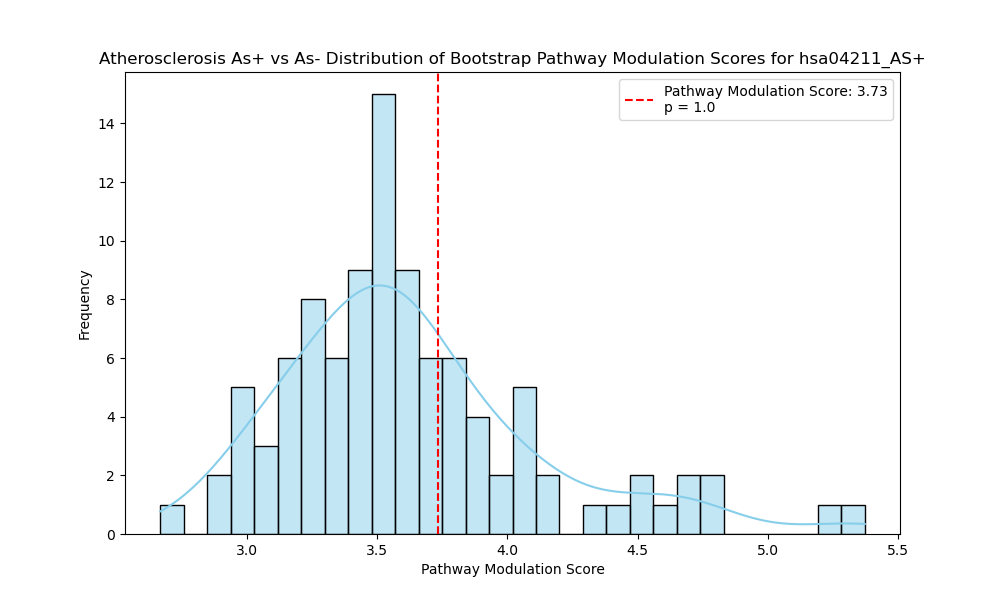 Atherosclerosis As+ vs As- Distribution of Bootstrap Pathway Modulation Scores for hsa04211_AS+
Pathway Modulation Score: 3.73
p = 1.0
Frequency
14
12
10
8
6
4
2
0
3.0 3.5 4.0 4.5 5.0 5.5
Pathway Modulation Score